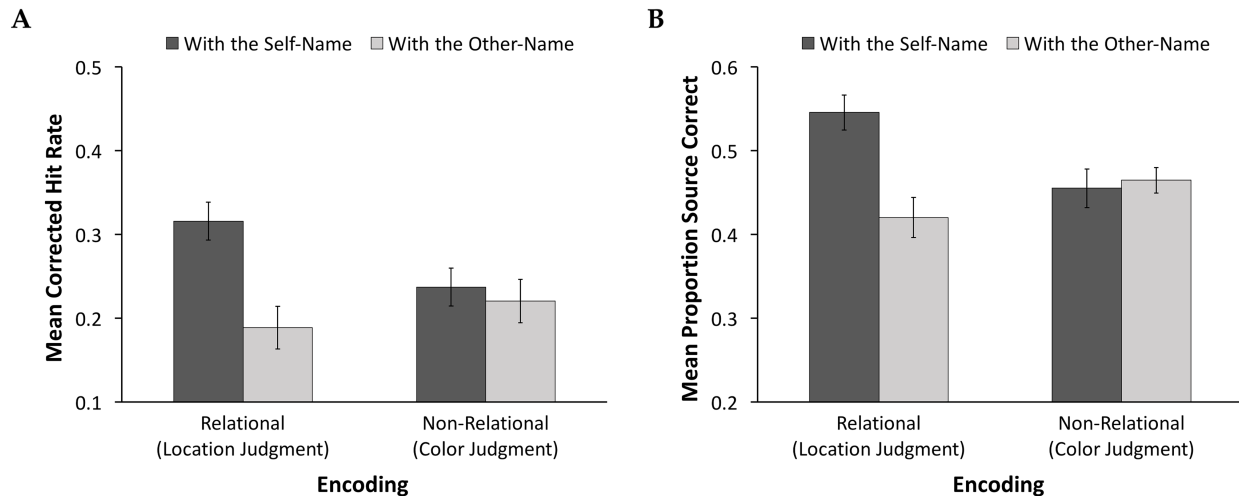 A
With the Self-Name With the Other-Name
Mean Corrected Hit Rate
0.5
0.4
0.3
0.2
0.1
Relational
(Location Judgment)
Non-Relational
(Color Judgment)
Encoding
B
With the Self-Name With the Other-Name
Mean Proportion Source Correct
0.6
0.5
0.4
0.3
0.2
Relational
(Location Judgment)
Non-Relational
(Color Judgment)
Encoding